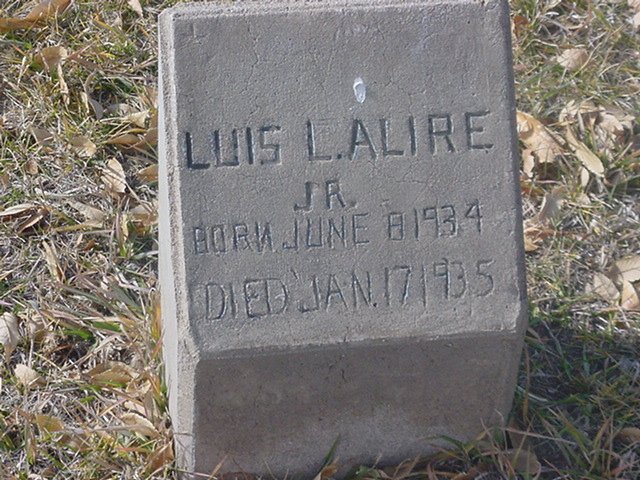 LUIS L. ALIRE
JR.
BORN. JUNE 8 1934
DIED JAN. 17 1935